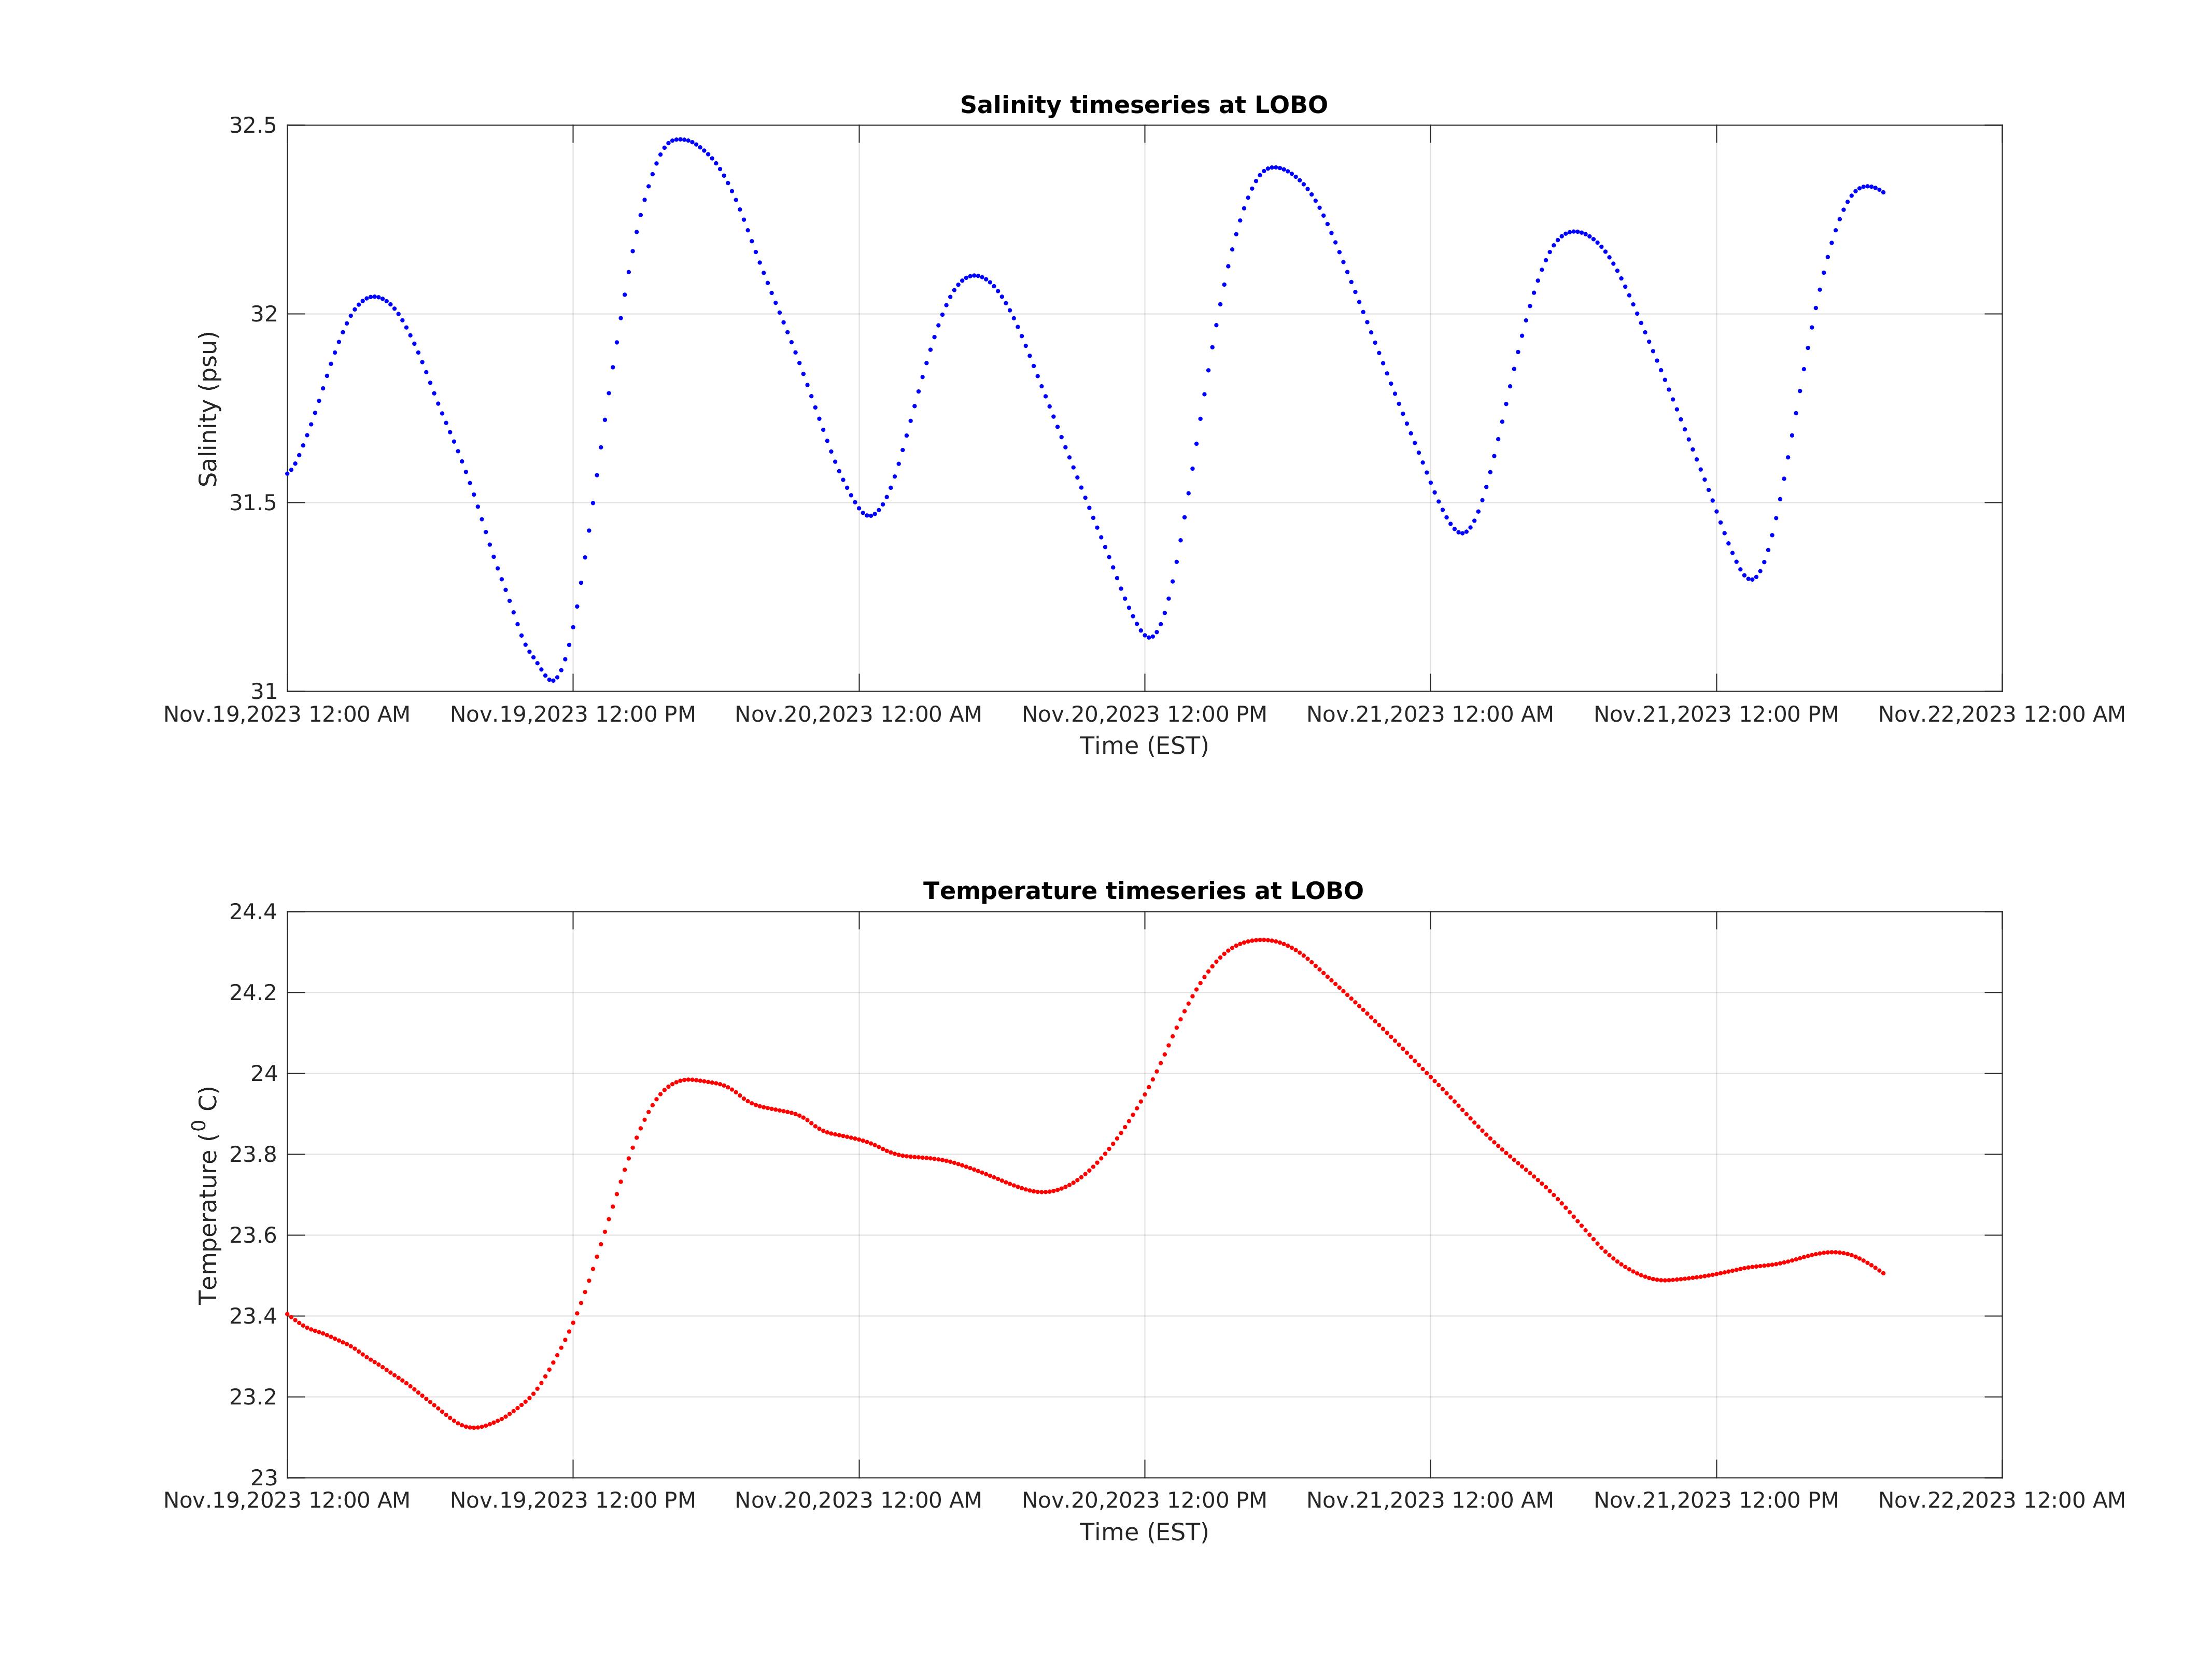 Salinity timeseries at LOBO
32.5
32
31.5
31
Salinity (psu)
Nov.19,2023 12:00 AM Nov.19,2023 12:00 PM Nov.20,2023 12:00 AM Nov.20,2023 12:00 PM Nov.21,2023 12:00 AM Nov.21,2023 12:00 PM Nov.22,2023 12:00 AM
Time (EST)
Temperature timeseries at LOBO
24.4
24.2
24
23.8
23.6
23.4
23.2
23
Temperature (⁰ C)
Nov.19,2023 12:00 AM Nov.19,2023 12:00 PM Nov.20,2023 12:00 AM Nov.20,2023 12:00 PM Nov.21,2023 12:00 AM Nov.21,2023 12:00 PM Nov.22,2023 12:00 AM
Time (EST)